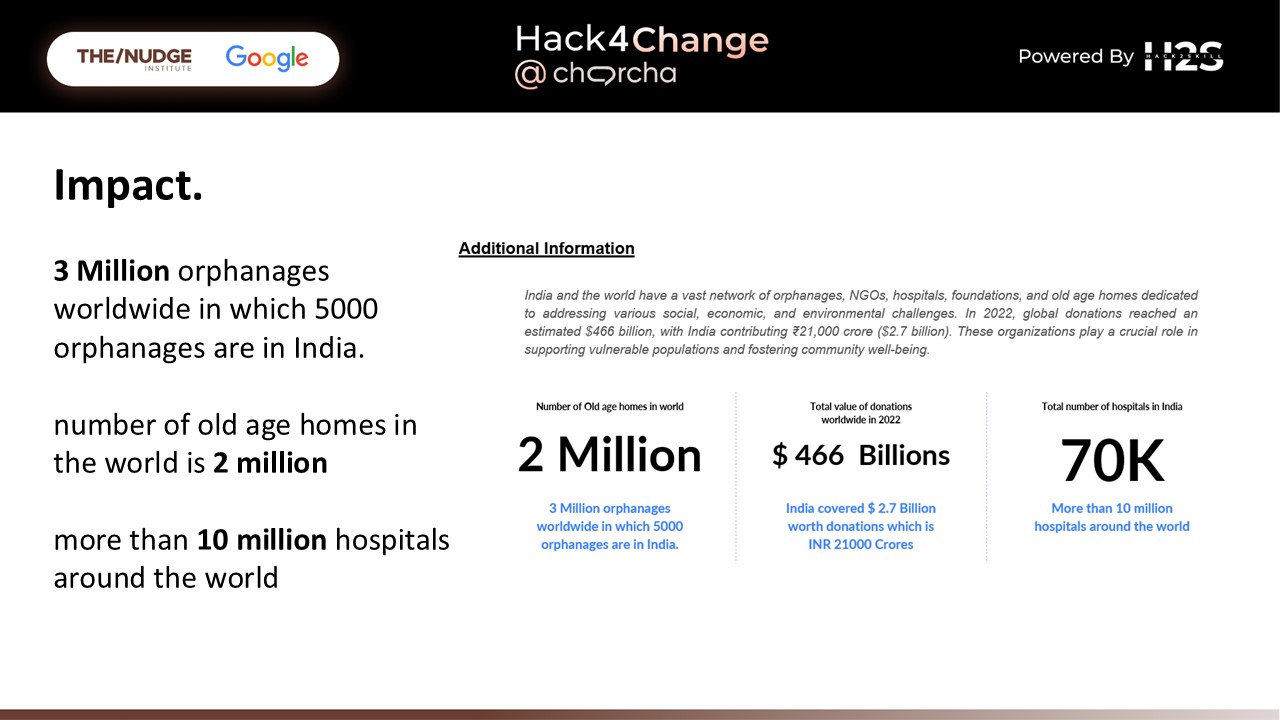 THE/NUDGE
INSTITUTE
Google
Hack4Change
@ chorcha
Powered By H2S
HACK2SKILL
Impact.
3 Million orphanages
worldwide in which 5000
orphanages are in India.
number of old age homes in
the world is 2 million
more than 10 million hospitals
around the world
Additional Information
India and the world have a vast network of orphanages, NGOs, hospitals, foundations, and old age homes dedicated
to addressing various social, economic, and environmental challenges. In 2022, global donations reached an
estimated $466 billion, with India contributing ₹21,000 crore ($2.7 billion). These organizations play a crucial role in
supporting vulnerable populations and fostering community well-being.
Number of Old age homes in world
2 Million
3 Million orphanages
worldwide in which 5000
orphanages are in India.
Total value of donations
worldwide in 2022
$ 466 Billions
India covered $ 2.7 Billion
worth donations which is
INR 21000 Crores
Total number of hospitals in India
70K
More than 10 million
hospitals around the world